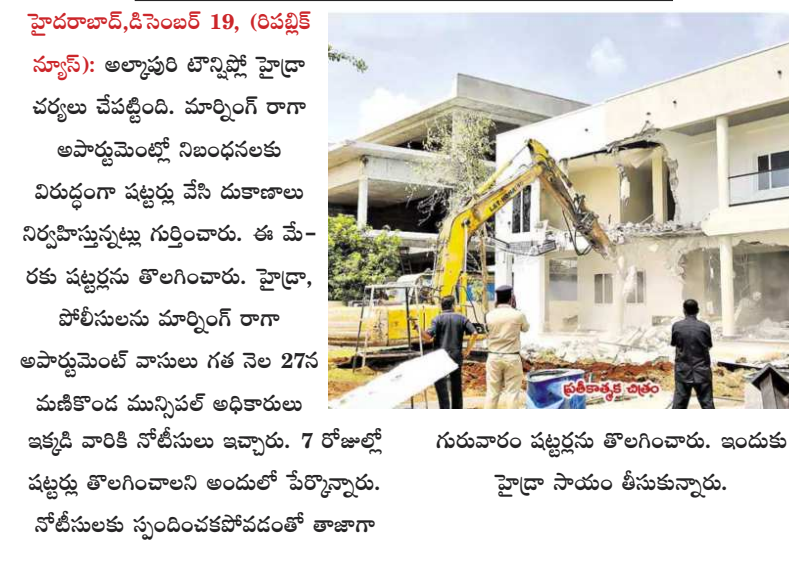 హైదరాబాద్,డిసెంబర్ 19, (రిపబ్లిక్
న్యూస్): అల్కాపురి టౌన్షిప్లో హైడ్రా
చర్యలు చేపట్టింది. మార్నింగ్ రాగా
అపార్టుమెంట్లో నిబంధనలకు
విరుద్ధంగా షట్టర్లు వేసి దుకాణాలు
నిర్వహిస్తున్నట్లు గుర్తించారు. ఈ మే-
రకు షట్టర్లను తొలగించారు. హైడ్రా,
పోలీసులను మార్నింగ్ రాగా
అపార్టుమెంట్ వాసులు గత నెల 27న
మణికొండ మున్సిపల్ అధికారులు
ఇక్కడి వారికి నోటీసులు ఇచ్చారు. 7 రోజుల్లో
షట్టర్లు తొలగించాలని అందులో పేర్కొన్నారు.
నోటీసులకు స్పందించకపోవడంతో తాజాగా
గురువారం షట్టర్లను తొలగించారు. ఇందుకు
హైడ్రా సాయం తీసుకున్నారు.
ప్రతీకాత్మక చిత్రం